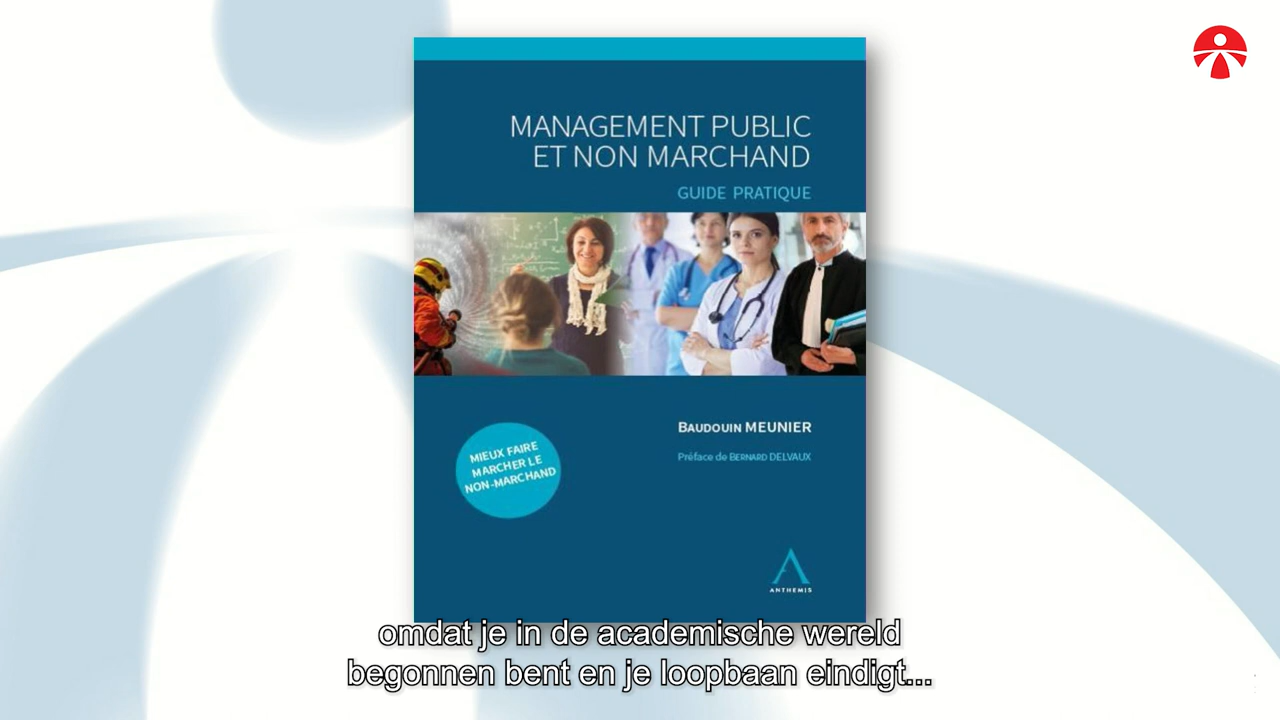 MANAGEMENT PUBLIC
ET NON MARCHAND
GUIDE PRATIQUE
BAUDOUIN MEUNIER
Préface de BERNARD DELVAUX
MIEUX FAIRE
MARCHER LE
NON-MARCHAND
ANTHEMIS
omdat je in de academische wereld
begonnen bent en je loopbaan eindigt...